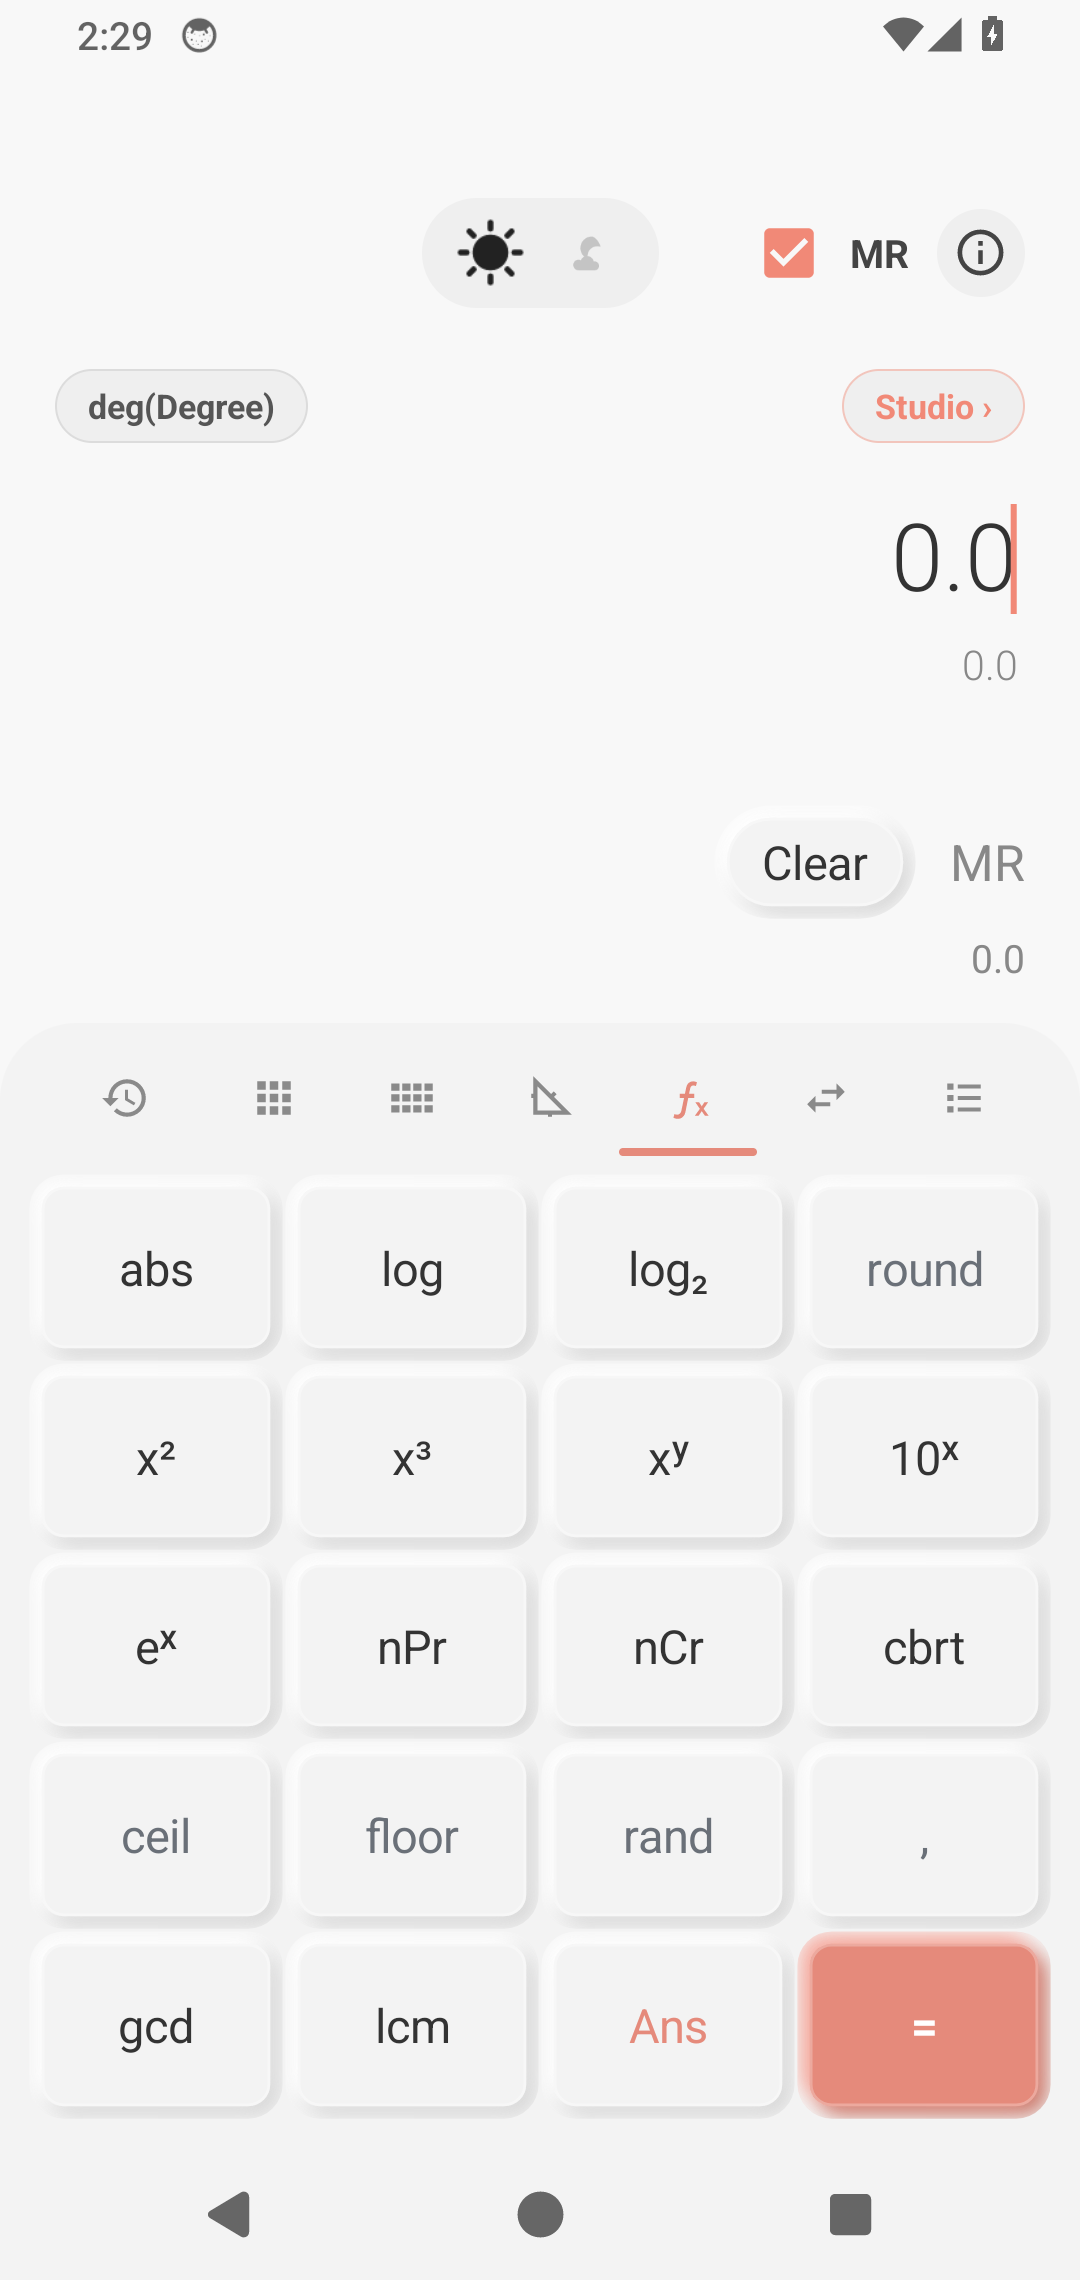 2:29
MR
deg(Degree)
Studio ›
0.0
0.0
Clear
MR
0.0
fx
abs
log
log₂
round
x²
x³
xʸ
10ˣ
eˣ
nPr
nCr
cbrt
ceil
floor
rand
,
gcd
lcm
Ans
=